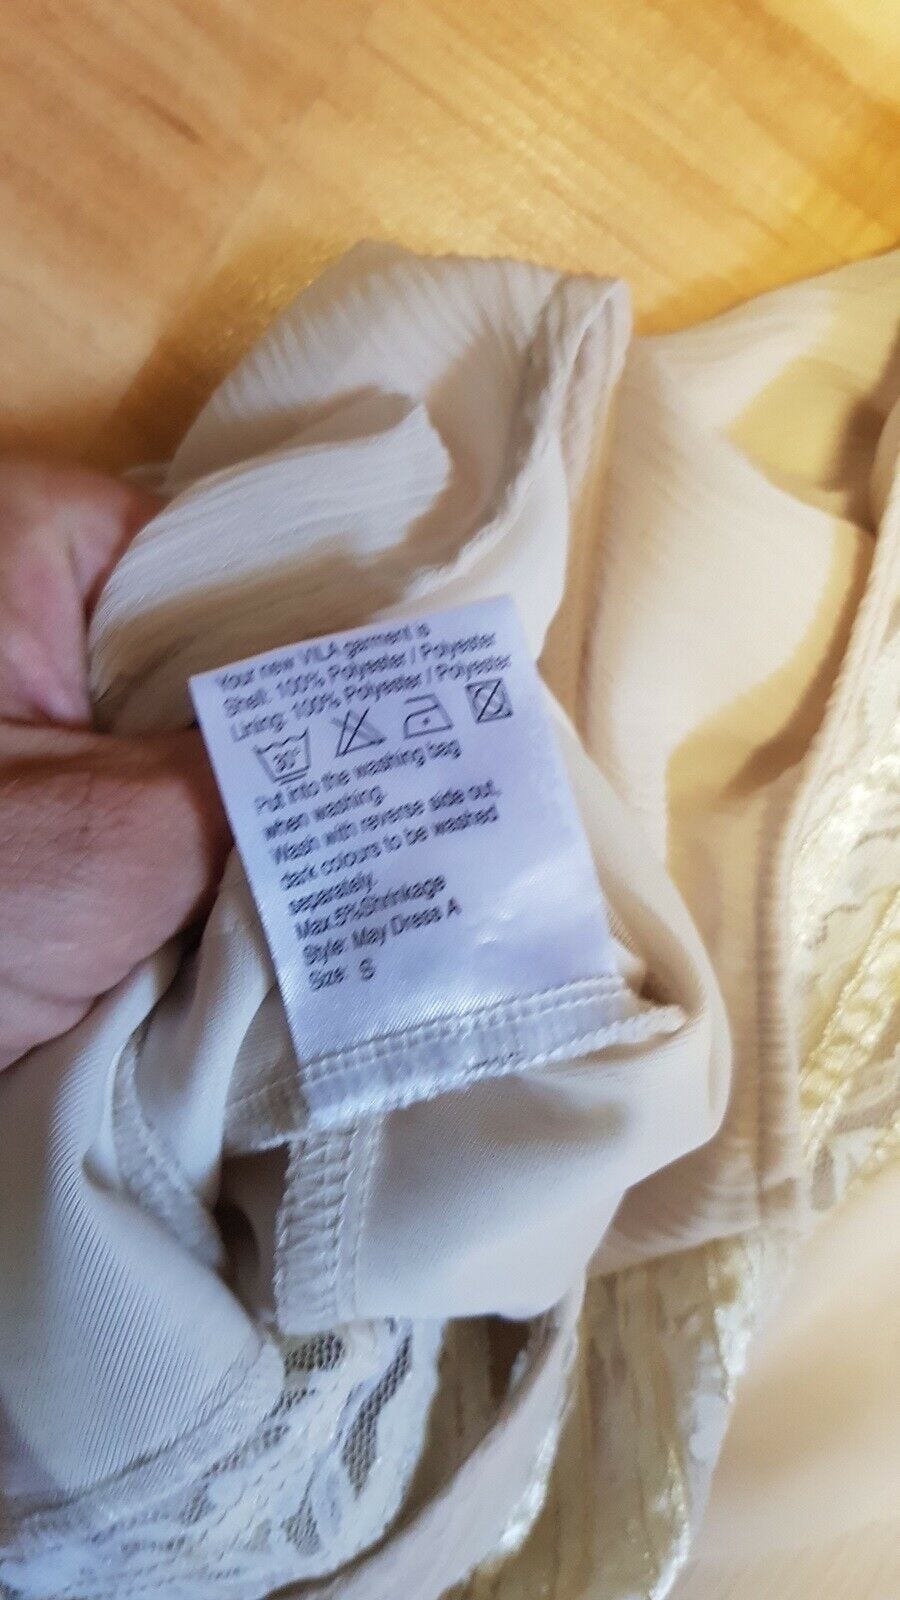 Your new VILA garment is
Shell: 100% Polyester / Polyester
Lining: 100% Polyester / Polyester
30°
Put into the washing bag
when washing.
Wash with reverse side out,
dark colours to be washed
separately.
Max.5%Shrinkage
Style: May Dress A
Size: S